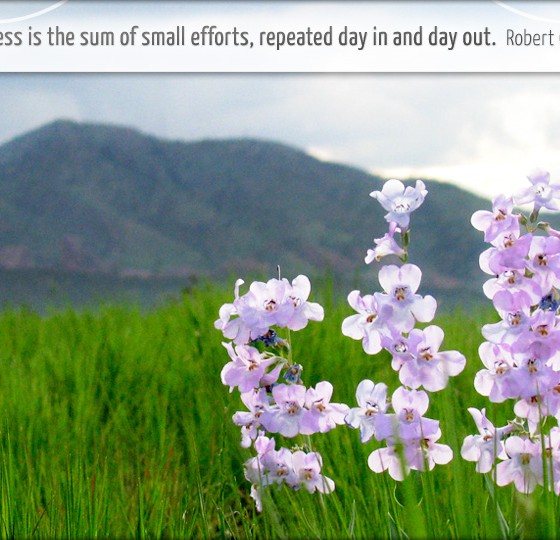 ess is the sum of small efforts, repeated day in and day out. Robert